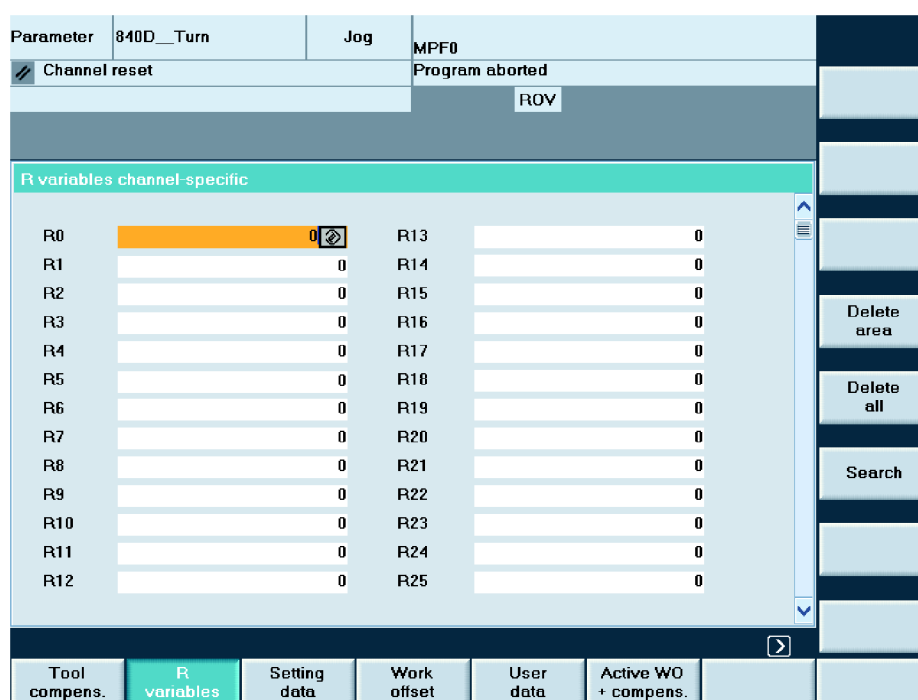 Parameter 840D__Turn Jog MPF0
Channel reset Program aborted
ROV
R variables channel-specific
R0 0 R13 0
R1 0 R14 0
R2 0 R15 0
R3 0 R16 0
R4 0 R17 0
R5 0 R18 0
R6 0 R19 0
R7 0 R20 0
R8 0 R21 0
R9 0 R22 0
R10 0 R23 0
R11 0 R24 0
R12 0 R25 0
Delete
area
Delete
all
Search
Tool
compens.
R
variables
Setting
data
Work
offset
User
data
Active WO
+ compens.